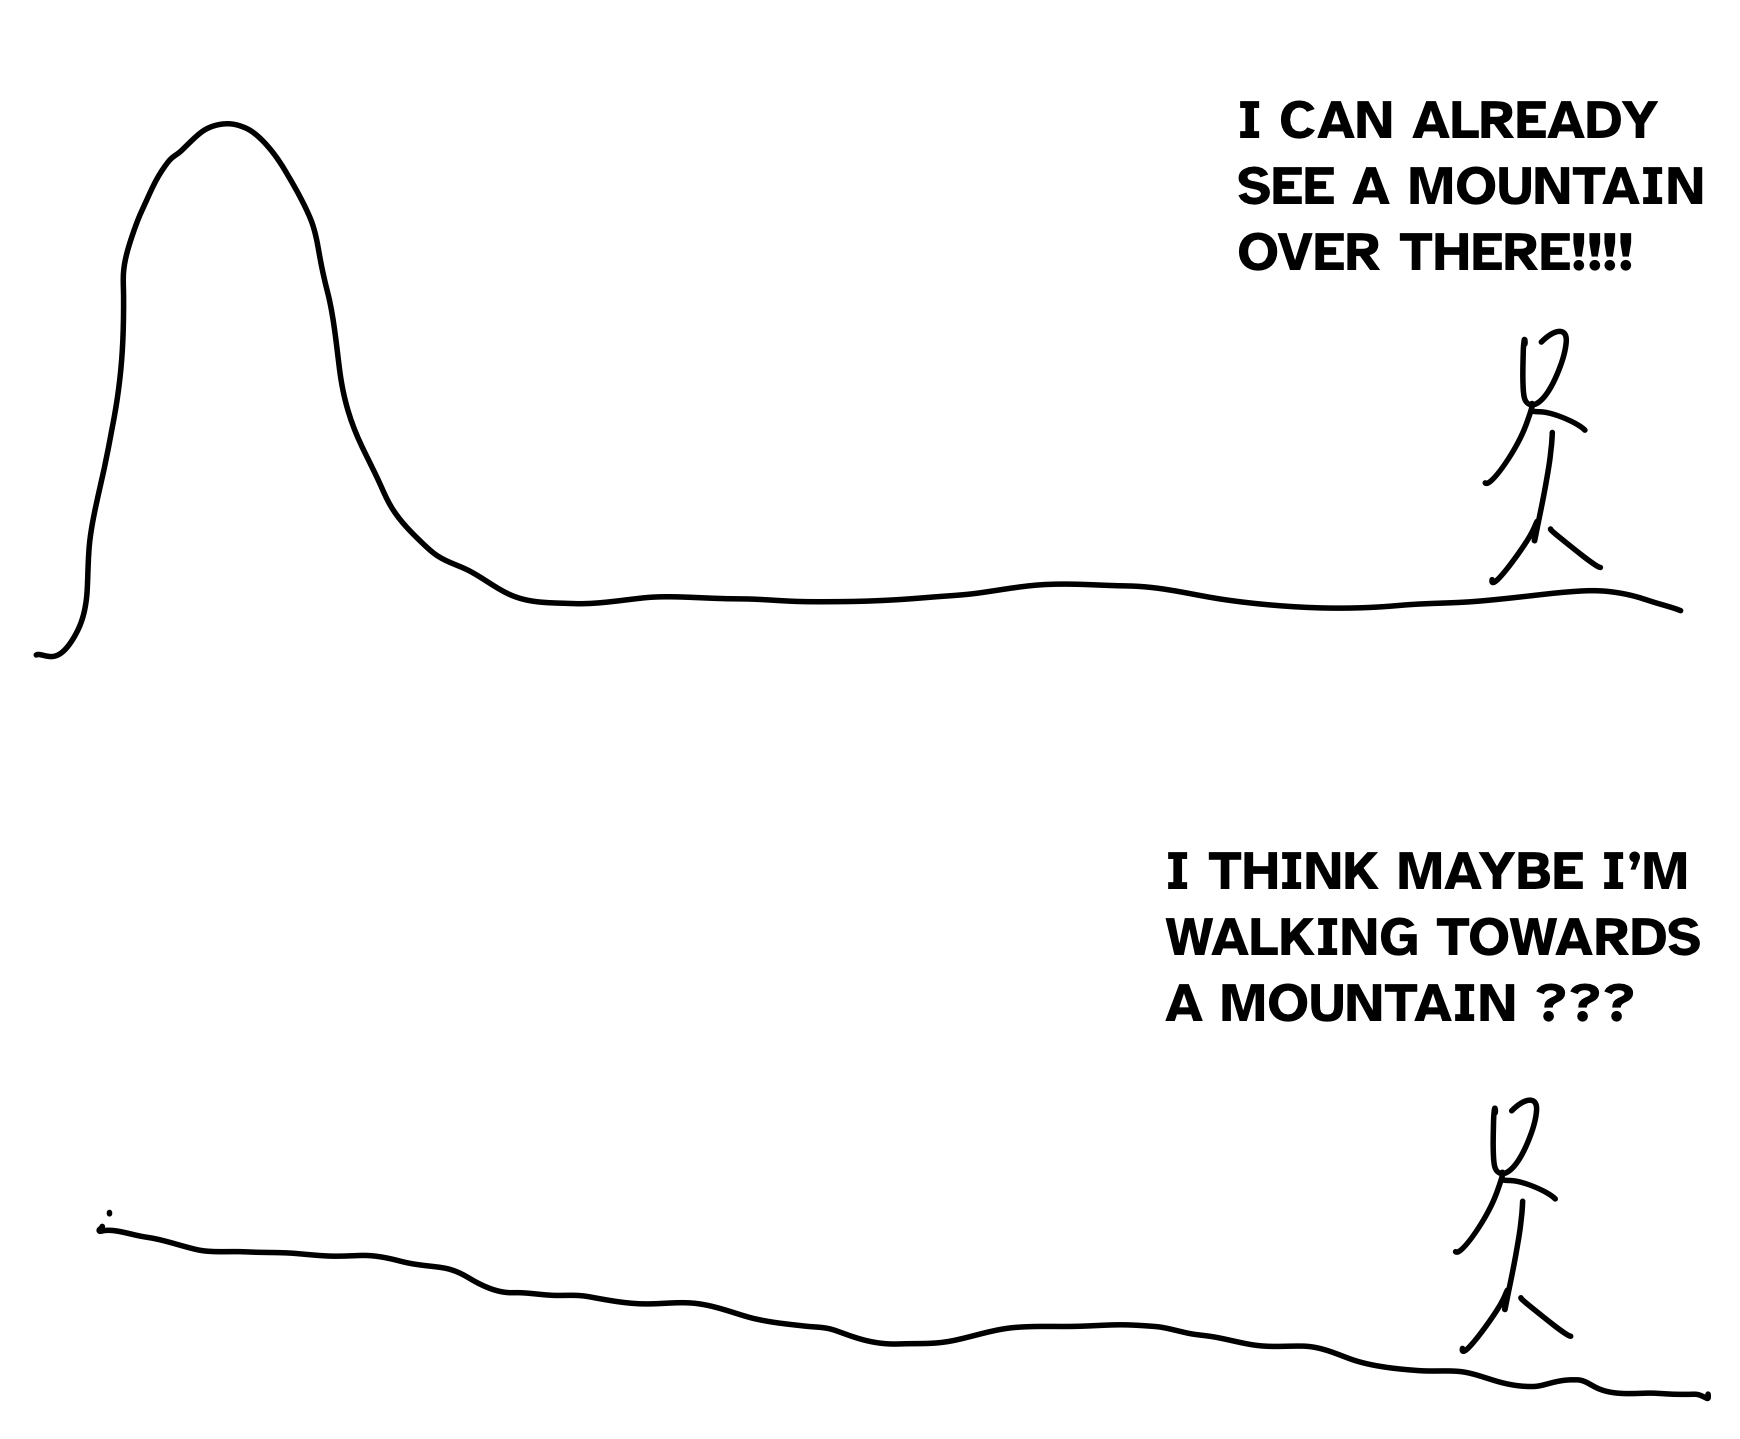 I CAN ALREADY
SEE A MOUNTAIN
OVER THERE!!!!
I THINK MAYBE I’M
WALKING TOWARDS
A MOUNTAIN ???